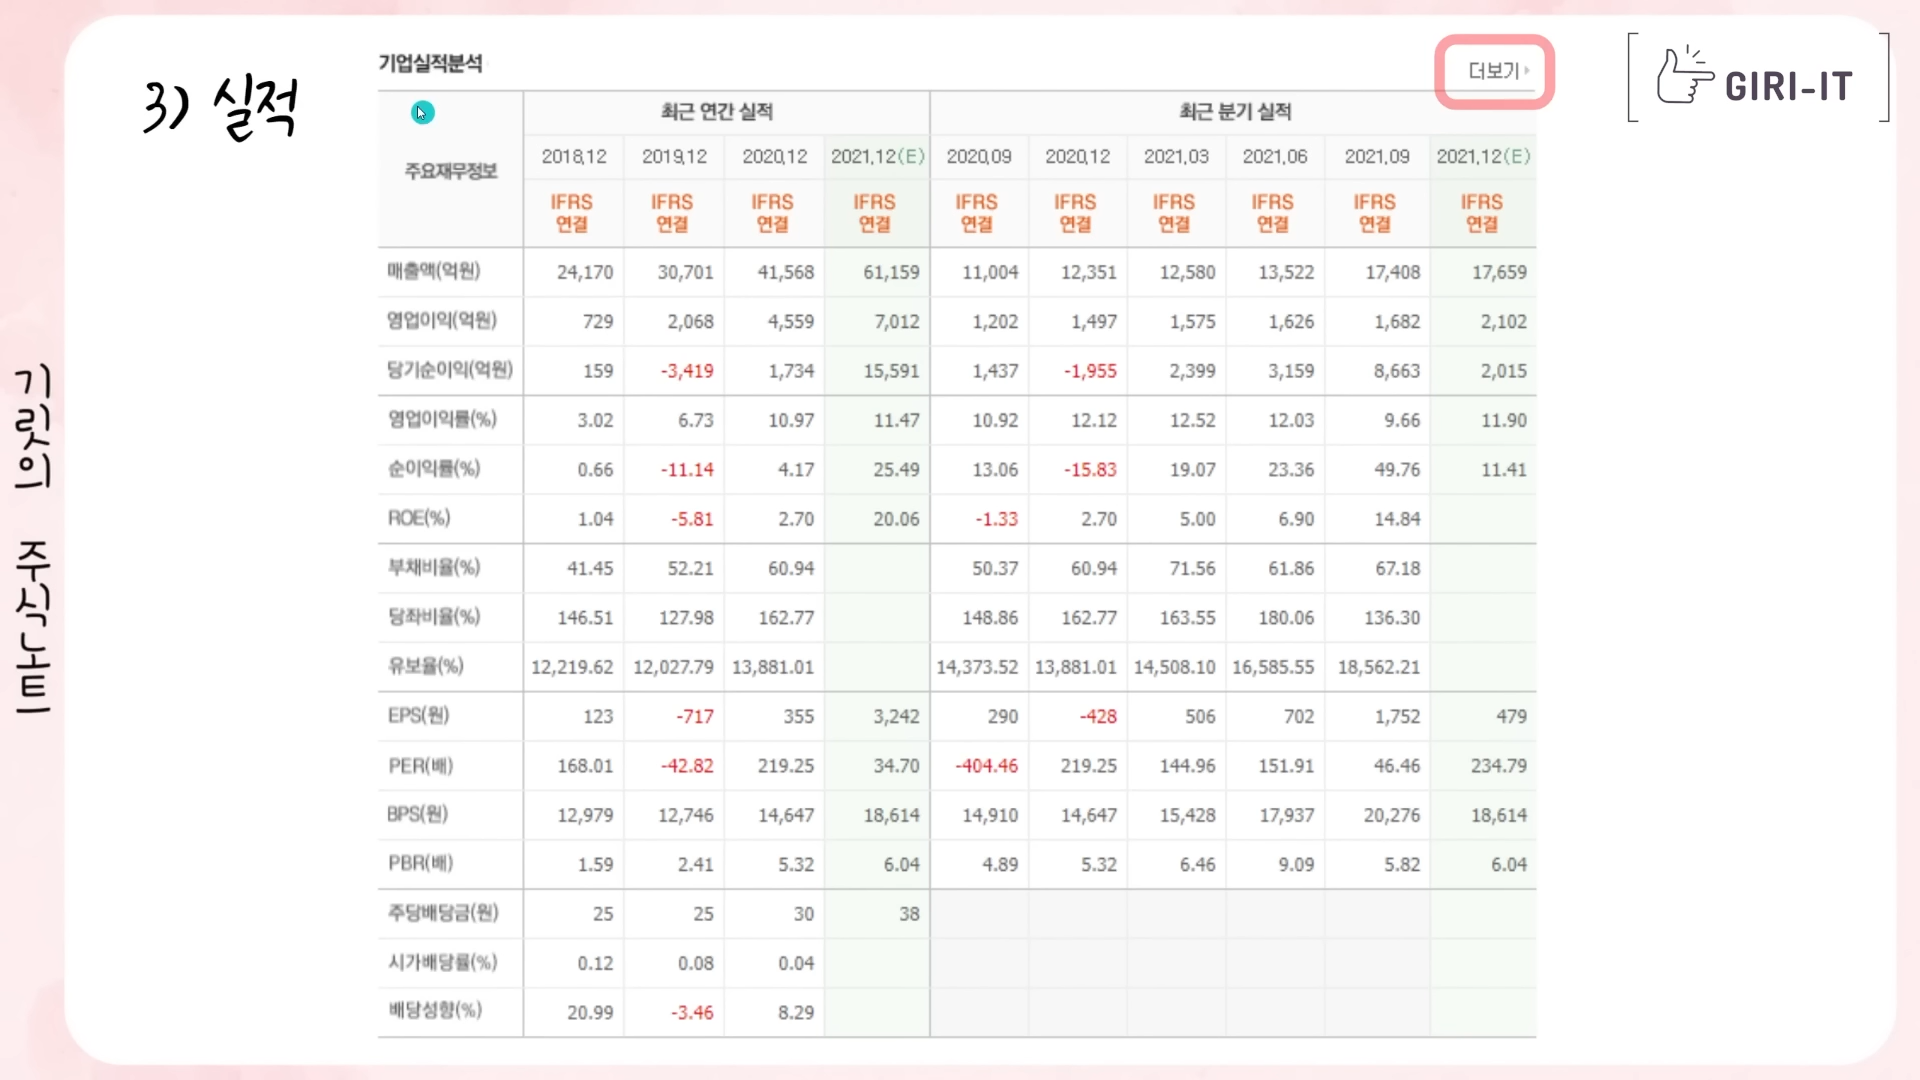 3) 실적
기업실적분석
더보기
GIRI-IT
주요재무정보 최근 연간 실적 최근 분기 실적
2018.12 2019.12 2020.12 2021.12(E) 2020.09 2020.12 2021.03 2021.06 2021.09 2021.12(E)
IFRS IFRS IFRS IFRS IFRS IFRS IFRS IFRS IFRS IFRS
연결 연결 연결 연결 연결 연결 연결 연결 연결 연결
매출액(억원) 24,170 30,701 41,568 61,159 11,004 12,351 12,580 13,522 17,408 17,659
영업이익(억원) 729 2,068 4,559 7,012 1,202 1,497 1,575 1,626 1,682 2,102
당기순이익(억원) 159 -3,419 1,734 15,591 1,437 -1,955 2,399 3,159 8,663 2,015
영업이익률(%) 3.02 6.73 10.97 11.47 10.92 12.12 12.52 12.03 9.66 11.90
순이익률(%) 0.66 -11.14 4.17 25.49 13.06 -15.83 19.07 23.36 49.76 11.41
ROE(%) 1.04 -5.81 2.70 20.06 -1.33 2.70 5.00 6.90 14.84
부채비율(%) 41.45 52.21 60.94 50.37 60.94 71.56 61.86 67.18
당좌비율(%) 146.51 127.98 162.77 148.86 162.77 163.55 180.06 136.30
유보율(%) 12,219.62 12,027.79 13,881.01 14,373.52 13,881.01 14,508.10 16,585.55 18,562.21
EPS(원) 123 -717 355 3,242 290 -428 506 702 1,752 479
PER(배) 168.01 -42.82 219.25 34.70 -404.46 219.25 144.96 151.91 46.46 234.79
BPS(원) 12,979 12,746 14,647 18,614 14,910 14,647 15,428 17,937 20,276 18,614
PBR(배) 1.59 2.41 5.32 6.04 4.89 5.32 6.46 9.09 5.82 6.04
주당배당금(원) 25 25 30 38
시가배당률(%) 0.12 0.08 0.04
배당성향(%) 20.99 -3.46 8.29
기릿의 주식노트